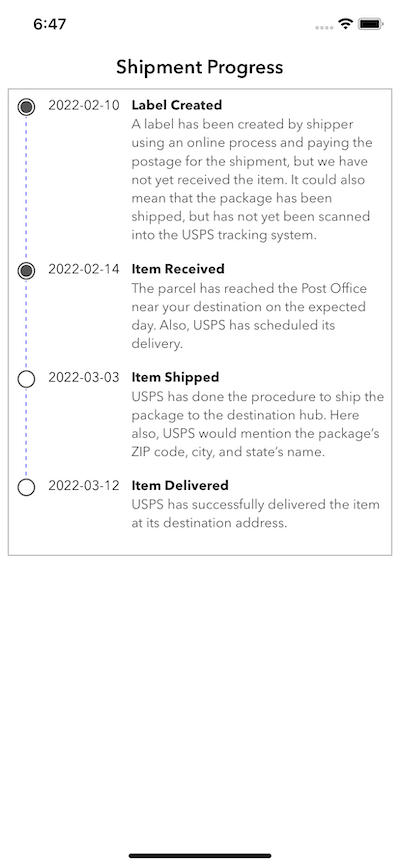 6:47
Shipment Progress
2022-02-10 Label Created
A label has been created by shipper
using an online process and paying the
postage for the shipment, but we have
not yet received the item. It could also
mean that the package has been
shipped, but has not yet been scanned
into the USPS tracking system.
2022-02-14 Item Received
The parcel has reached the Post Office
near your destination on the expected
day. Also, USPS has scheduled its
delivery.
2022-03-03 Item Shipped
USPS has done the procedure to ship the
package to the destination hub. Here
also, USPS would mention the package’s
ZIP code, city, and state’s name.
2022-03-12 Item Delivered
USPS has successfully delivered the item
at its destination address.